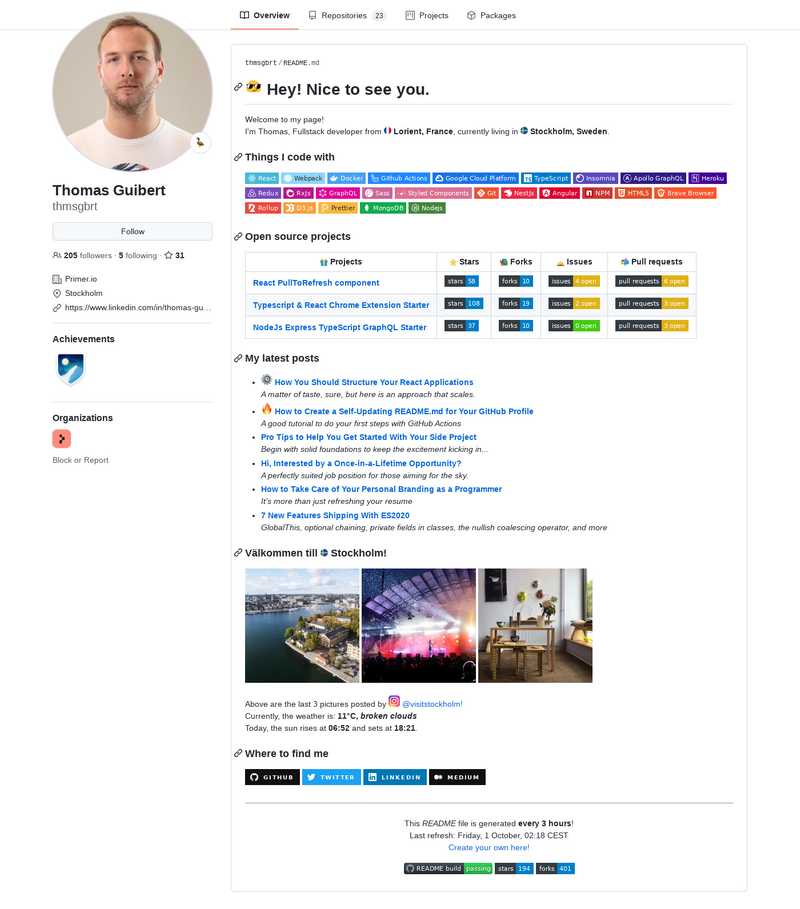 Overview Repositories 23 Projects Packages
Thomas Guibert
thmsgbrt
Follow
205 followers · 5 following · 31
Primer.io
Stockholm
https://www.linkedin.com/in/thomas-gu…
Achievements
Organizations
Block or Report
thmsgbrt / README.md
Hey! Nice to see you.
Welcome to my page!
I'm Thomas, Fullstack developer from Lorient, France, currently living in Stockholm, Sweden.
Things I code with
React Webpack Docker Github Actions Google Cloud Platform TypeScript Insomnia Apollo GraphQL Heroku
Redux RxJs GraphQL Sass Styled Components Git NestJs Angular NPM HTML5 Brave Browser
Rollup D3.js Prettier MongoDB Nodejs
Open source projects
Projects Stars Forks Issues Pull requests
React PullToRefresh component stars 58 forks 10 issues 4 open pull requests 4 open
Typescript & React Chrome Extension Starter stars 108 forks 19 issues 2 open pull requests 3 open
NodeJs Express TypeScript GraphQL Starter stars 37 forks 10 issues 0 open pull requests 3 open
My latest posts
How You Should Structure Your React Applications
A matter of taste, sure, but here is an approach that scales.
How to Create a Self-Updating README.md for Your GitHub Profile
A good tutorial to do your first steps with GitHub Actions
Pro Tips to Help You Get Started With Your Side Project
Begin with solid foundations to keep the excitement kicking in...
Hi, Interested by a Once-in-a-Lifetime Opportunity?
A perfectly suited job position for those aiming for the sky.
How to Take Care of Your Personal Branding as a Programmer
It's more than just refreshing your resume
7 New Features Shipping With ES2020
GlobalThis, optional chaining, private fields in classes, the nullish coalescing operator, and more
Välkommen till Stockholm!
Above are the last 3 pictures posted by @visitstockholm!
Currently, the weather is: 11°C, broken clouds
Today, the sun rises at 06:52 and sets at 18:21.
Where to find me
GITHUB TWITTER LINKEDIN MEDIUM
This README file is generated every 3 hours!
Last refresh: Friday, 1 October, 02:18 CEST
Create your own here!
README build passing stars 194 forks 401